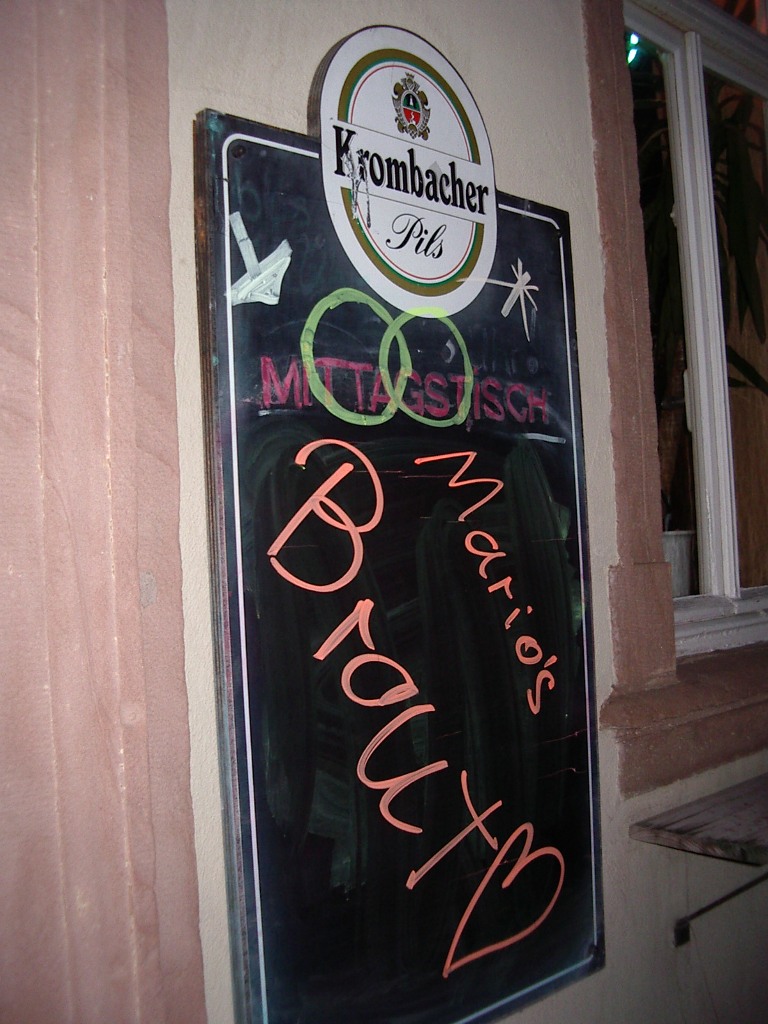 Krombacher
Pils
MITTAGSTISCH
Mario's
Braut